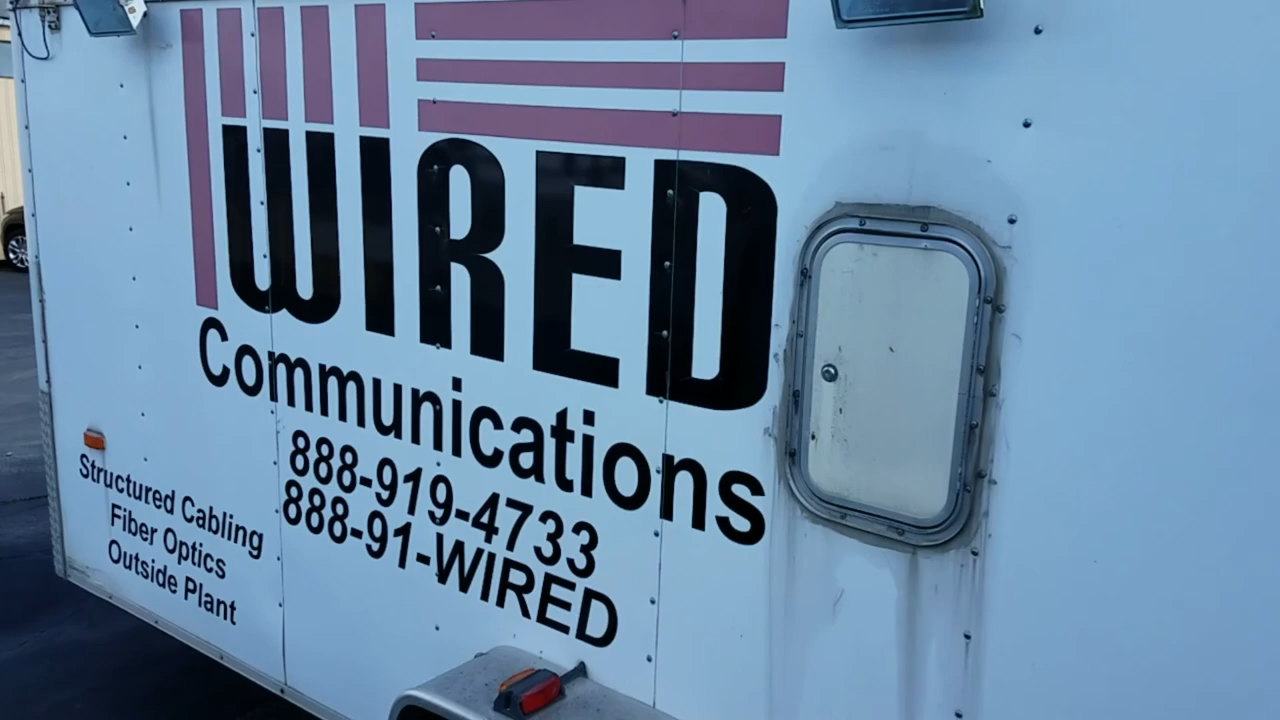 WIRED
Communications
888-919-4733
888-91-WIRED
Structured Cabling
Fiber Optics
Outside Plant